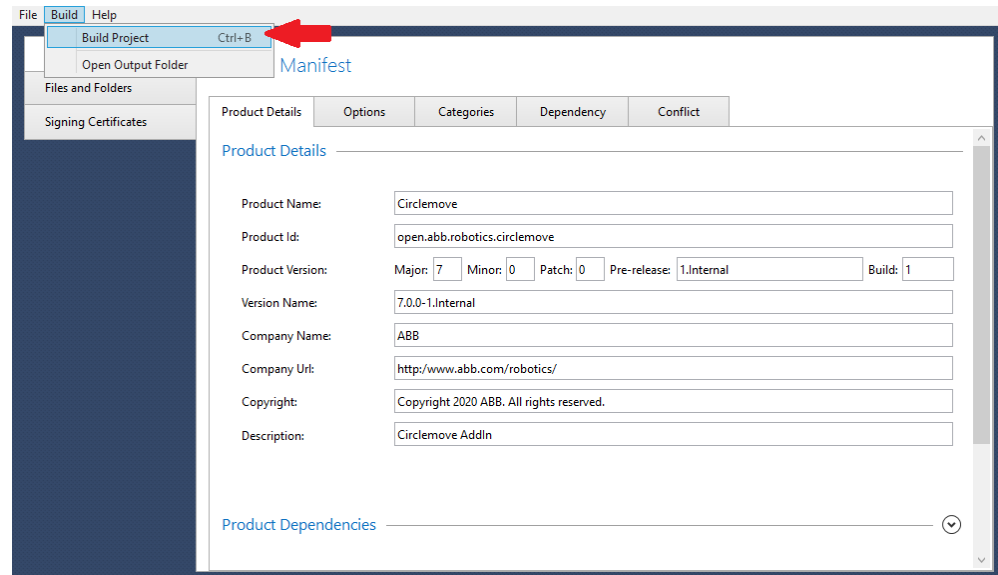 File Build Help
Build Project Ctrl+B
Open Output Folder
Manifest
Files and Folders
Signing Certificates
Product Details Options Categories Dependency Conflict
Product Details
Product Name: Circlemove
Product Id: open.abb.robotics.circlemove
Product Version: Major: 7 Minor: 0 Patch: 0 Pre-release: 1.Internal Build: 1
Version Name: 7.0.0-1.Internal
Company Name: ABB
Company Url: http:/www.abb.com/robotics/
Copyright: Copyright 2020 ABB. All rights reserved.
Description: Circlemove AddIn
Product Dependencies